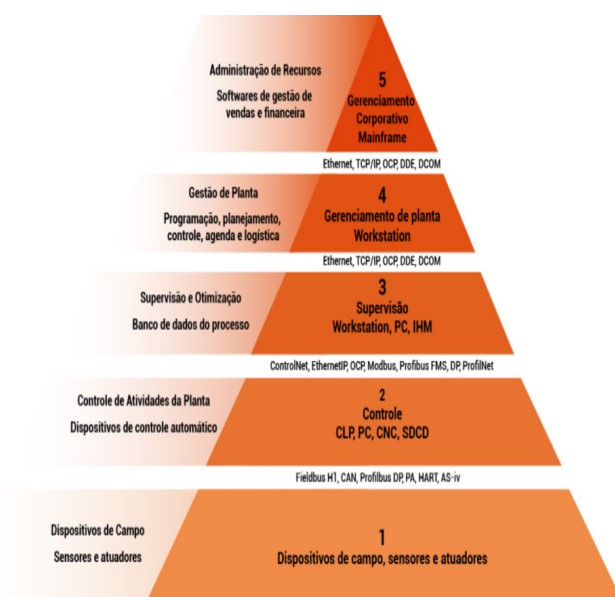 Administração de Recursos
Softwares de gestão de
vendas e financeira
5
Gerenciamento
Corporativo
Mainframe
Ethernet, TCP/IP, OCP, DDE, DCOM
Gestão de Planta
Programação, planejamento,
controle, agenda e logística
4
Gerenciamento de planta
Workstation
Ethernet, TCP/IP, OCP, DDE, DCOM
Supervisão e Otimização
Banco de dados do processo
3
Supervisão
Workstation, PC, IHM
ControlNet, EthernetIP, OCP, Modbus, Profibus FMS, DP, ProfilNet
Controle de Atividades da Planta
Dispositivos de controle automático
2
Controle
CLP, PC, CNC, SDCD
Fieldbus H1, CAN, Profilbus DP, PA, HART, AS-iv
Dispositivos de Campo
Sensores e atuadores
1
Dispositivos de campo, sensores e atuadores